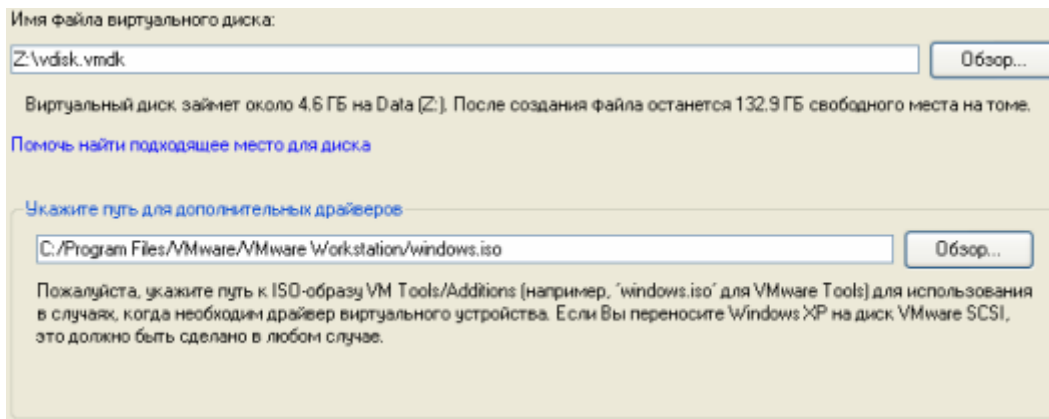 Имя файла виртуального диска:
Z:\vdisk.vmdk
Обзор...
Виртуальный диск займет около 4.6 ГБ на Data (Z:). После создания файла останется 132.9 ГБ свободного места на томе.
Помочь найти подходящее место для диска
Укажите путь для дополнительных драйверов
C:/Program Files/VMware/VMware Workstation/windows.iso
Обзор...
Пожалуйста, укажите путь к ISO-образу VM Tools/Additions (например, 'windows.iso' для VMware Tools) для использования
в случаях, когда необходим драйвер виртуального устройства. Если Вы переносите Windows XP на диск VMware SCSI,
это должно быть сделано в любом случае.